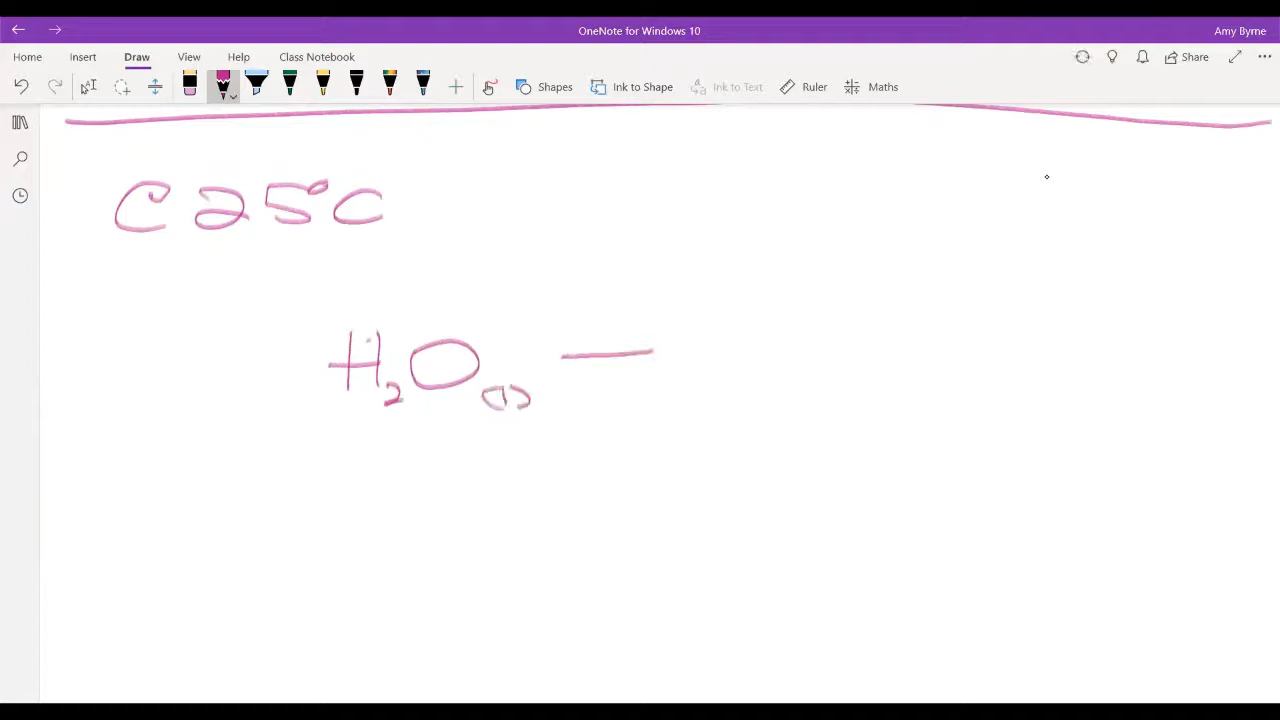 OneNote for Windows 10
Amy Byrne
Home Insert Draw View Help Class Notebook Share
Shapes Ink to Shape Ink to Text Ruler Maths
C 25°C
H₂O(l)